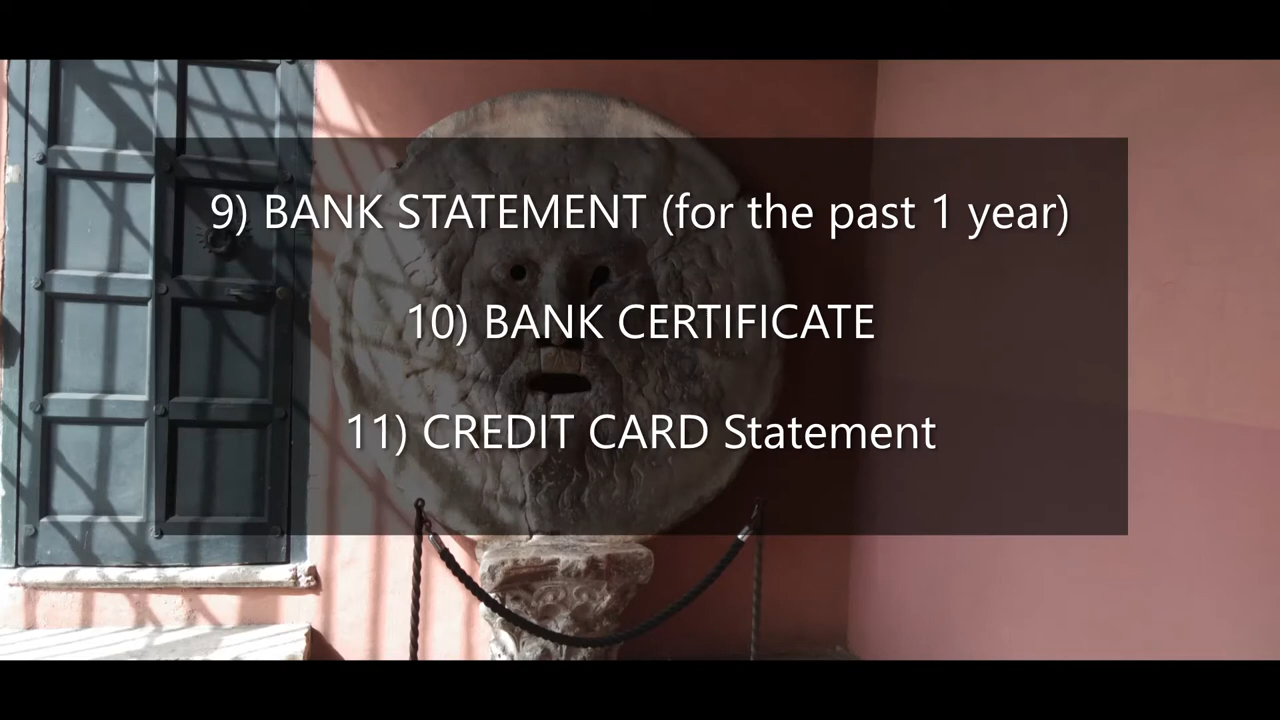 9) BANK STATEMENT (for the past 1 year)
10) BANK CERTIFICATE
11) CREDIT CARD Statement